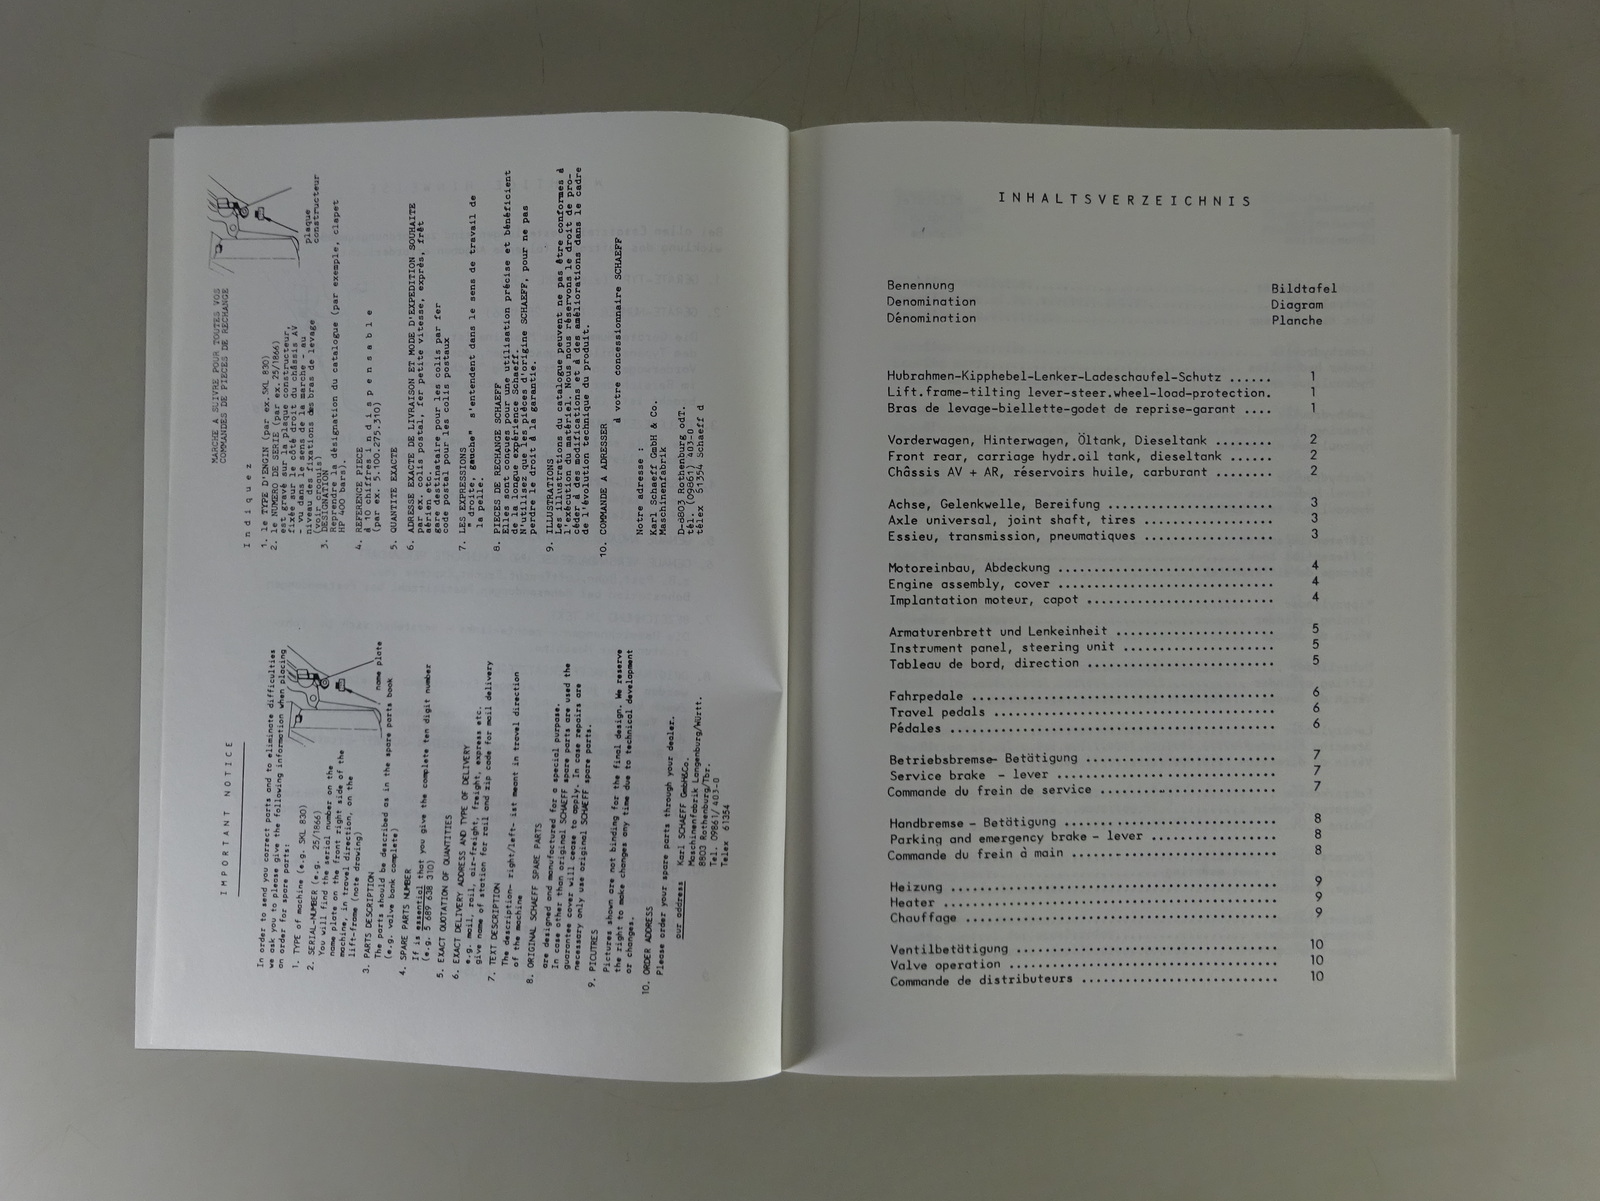 MARCHE A SUIVRE POUR TOUTES VOS
COMMANDES DE PIECES DE RECHANGE
plaque
constructeur
I n d i q u e z
1. le TYPE D'ENGIN (par ex.SKL 830)
2. le NUMERO DE SERIE (par ex.25/1866)
est gravé sur la plaque constructeur,
fixée sur le côté droit du châssis AV
- vu dans le sens de la marche - au
niveau des fixations des bras de levage
(voir croquis)
3. DESIGNATION
Reprendre la désignation du catalogue (par exemple, clapet
HP 400 bars).
4. REFERENCE PIECE
à 10 chiffres i n d i s p e n s a b l e
(par ex. 5.100.275.310)
5. QUANTITE EXACTE
6. ADRESSE EXACTE DE LIVRAISON ET MODE D'EXPEDITION SOUHAITE
par ex. colis postal, fer petite vitesse, exprés, frêt
aérien etc.
gare destinataire pour les colis par fer
code postal pour les colis postaux
7. LES EXPRESSIONS
" droite, gauche" s'entendent dans le sens de travail de
la pelle.
8. PIECES DE RECHANGE SCHAEFF
Elles sont conçues pour une utilisation précise et bénéficient
de la longue expérience Schaeff.
N'utilisez que les pièces d'origine SCHAEFF, pour ne pas
perdre le droit à la garantie.
9. ILLUSTRATIONS
Les illustrations du catalogue peuvent ne pas être conformes à
l'exécution du matériel. Nous nous réservons le droit de pro-
céder à des modifications et à des améliorations dans le cadre
de l'évolution technique du produit.
10. COMMANDE A ADRESSER
à votre concessionnaire SCHAEFF
Notre adresse :
Karl Schaeff GmbH & Co.
Maschinenfabrik
D-8803 Rothenburg odT.
tél. (09861) 403-0
télex 61354 Schaeff d
IMPORTANT NOTICE
In order to send you correct parts and to eliminate difficulties
we ask you to please give the following information when placing
an order for spare parts:
1. TYPE of machine (e.g. SKL 830)
2. SERIAL-NUMBER (e.g. 25/1866)
You will find the serial number on the
name plate on the front right side of the
machine, in travel direction, on the
lift-frame (note drawing)
name plate
3. PARTS DESCRIPTION
The parts should be described as in the spare parts book
(e.g. valve bank complete)
4. SPARE PARTS NUMBER
If is essential that you give the complete ten digit number
(e.g. 5 689 638 310)
5. EXACT QUOTATION OF QUANTITIES
6. EXACT DELIVERY ADDRESS AND TYPE OF DELIVERY
e.g. mail, rail, air-freight, freight, express etc.
give name of station for rail and zip code for mail delivery
7. TEXT DESCRIPTION
The description- right/left- ist meant in travel direction
of the machine
8. ORIGINAL SCHAEFF SPARE PARTS
are designed and manufactured for a special purpose.
In case other than original SCHAEFF spare parts are used the
guarantee cover will cease to apply. In case repairs are
necessary only use original SCHAEFF spare parts.
9. PICUTRES
Pictures shown are not binding for the final design. We reserve
the right to make changes any time due to technical development
or changes.
10. ORDER ADDRESS
Please order your spare parts through your dealer.
our address Karl SCHAEFF GmbH&Co.
Maschinenfabrik Langenburg/Württ.
8803 Rothenburg/Tbr.
Tel. 09861/403-0
Telex 61354
INHALTSVERZEICHNIS
Benennung Bildtafel
Denomination Diagram
Dénomination Planche
Hubrahmen-Kipphebel-Lenker-Ladeschaufel-Schutz ...... 1
Lift.frame-tilting lever-steer.wheel-load-protection. 1
Bras de levage-biellette-godet de reprise-garant .... 1
Vorderwagen, Hinterwagen, Öltank, Dieseltank ........ 2
Front rear, carriage hydr.oil tank, dieseltank ...... 2
Châssis AV + AR, réservoirs huile, carburant ........ 2
Achse, Gelenkwelle, Bereifung ....................... 3
Axle universal, joint shaft, tires .................. 3
Essieu, transmission, pneumatiques .................. 3
Motoreinbau, Abdeckung .............................. 4
Engine assembly, cover .............................. 4
Implantation moteur, capot .......................... 4
Armaturenbrett und Lenkeinheit ...................... 5
Instrument panel, steering unit ..................... 5
Tableau de bord, direction .......................... 5
Fahrpedale .......................................... 6
Travel pedals ....................................... 6
Pédales ............................................. 6
Betriebsbremse- Betätigung .......................... 7
Service brake - lever ............................... 7
Commande du frein de service ........................ 7
Handbremse - Betätigung ............................. 8
Parking and emergency brake - lever ................. 8
Commande du frein à main ............................ 8
Heizung ............................................. 9
Heater .............................................. 9
Chauffage ........................................... 9
Ventilbetätigung .................................... 10
Valve operation ..................................... 10
Commande de distributeurs ........................... 10